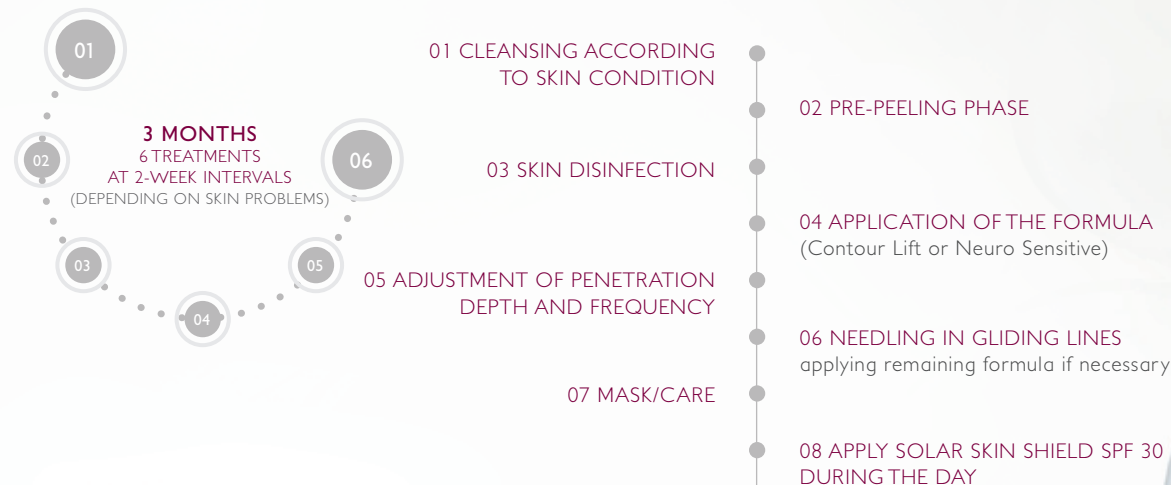 01
02
03
04
05
06
3 MONTHS
6 TREATMENTS
AT 2-WEEK INTERVALS
(DEPENDING ON SKIN PROBLEMS)
01 CLEANSING ACCORDING
TO SKIN CONDITION
02 PRE-PEELING PHASE
03 SKIN DISINFECTION
04 APPLICATION OF THE FORMULA
(Contour Lift or Neuro Sensitive)
05 ADJUSTMENT OF PENETRATION
DEPTH AND FREQUENCY
06 NEEDLING IN GLIDING LINES
applying remaining formula if necessary
07 MASK/CARE
08 APPLY SOLAR SKIN SHIELD SPF 30
DURING THE DAY